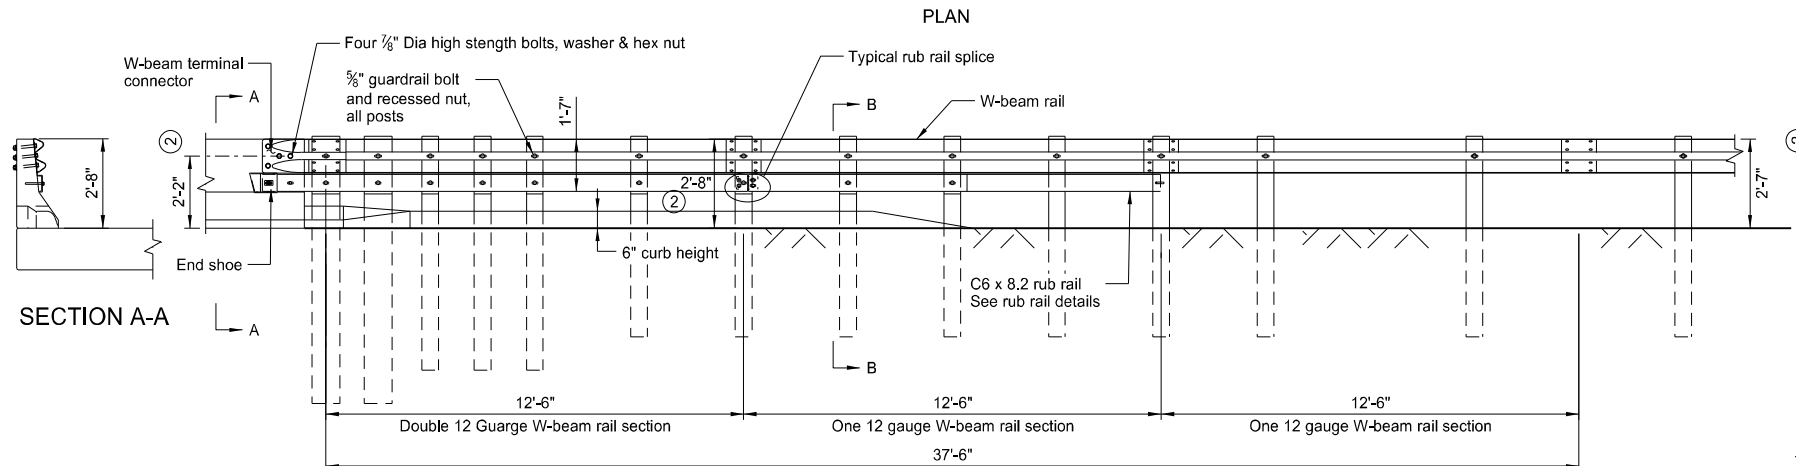 PLAN
Four 7/8" Dia high stength bolts, washer & hex nut
W-beam terminal
connector
5/8" guardrail bolt
and recessed nut,
all posts
Typical rub rail splice
W-beam rail
A
B
1'-7"
2
2'-8"
2'-2"
2'-8"
2
2'-7"
2
End shoe
6" curb height
C6 x 8.2 rub rail
See rub rail details
SECTION A-A
A
B
12'-6"
12'-6"
12'-6"
Double 12 Guarge W-beam rail section
One 12 gauge W-beam rail section
One 12 gauge W-beam rail section
37'-6"